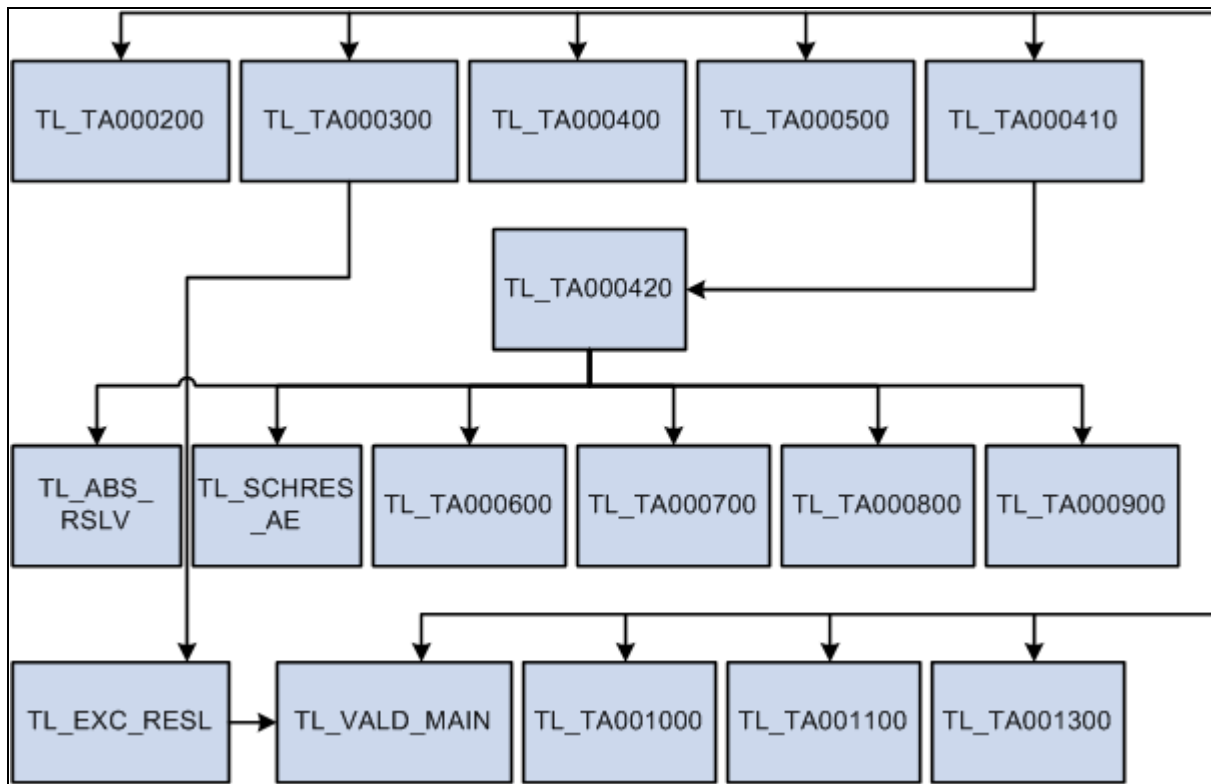 TL_TA000200
TL_TA000300
TL_TA000400
TL_TA000500
TL_TA000410
TL_TA000420
TL_ABS_
RSLV
TL_SCHRES
_AE
TL_TA000600
TL_TA000700
TL_TA000800
TL_TA000900
TL_EXC_RESL
TL_VALD_MAIN
TL_TA001000
TL_TA001100
TL_TA001300